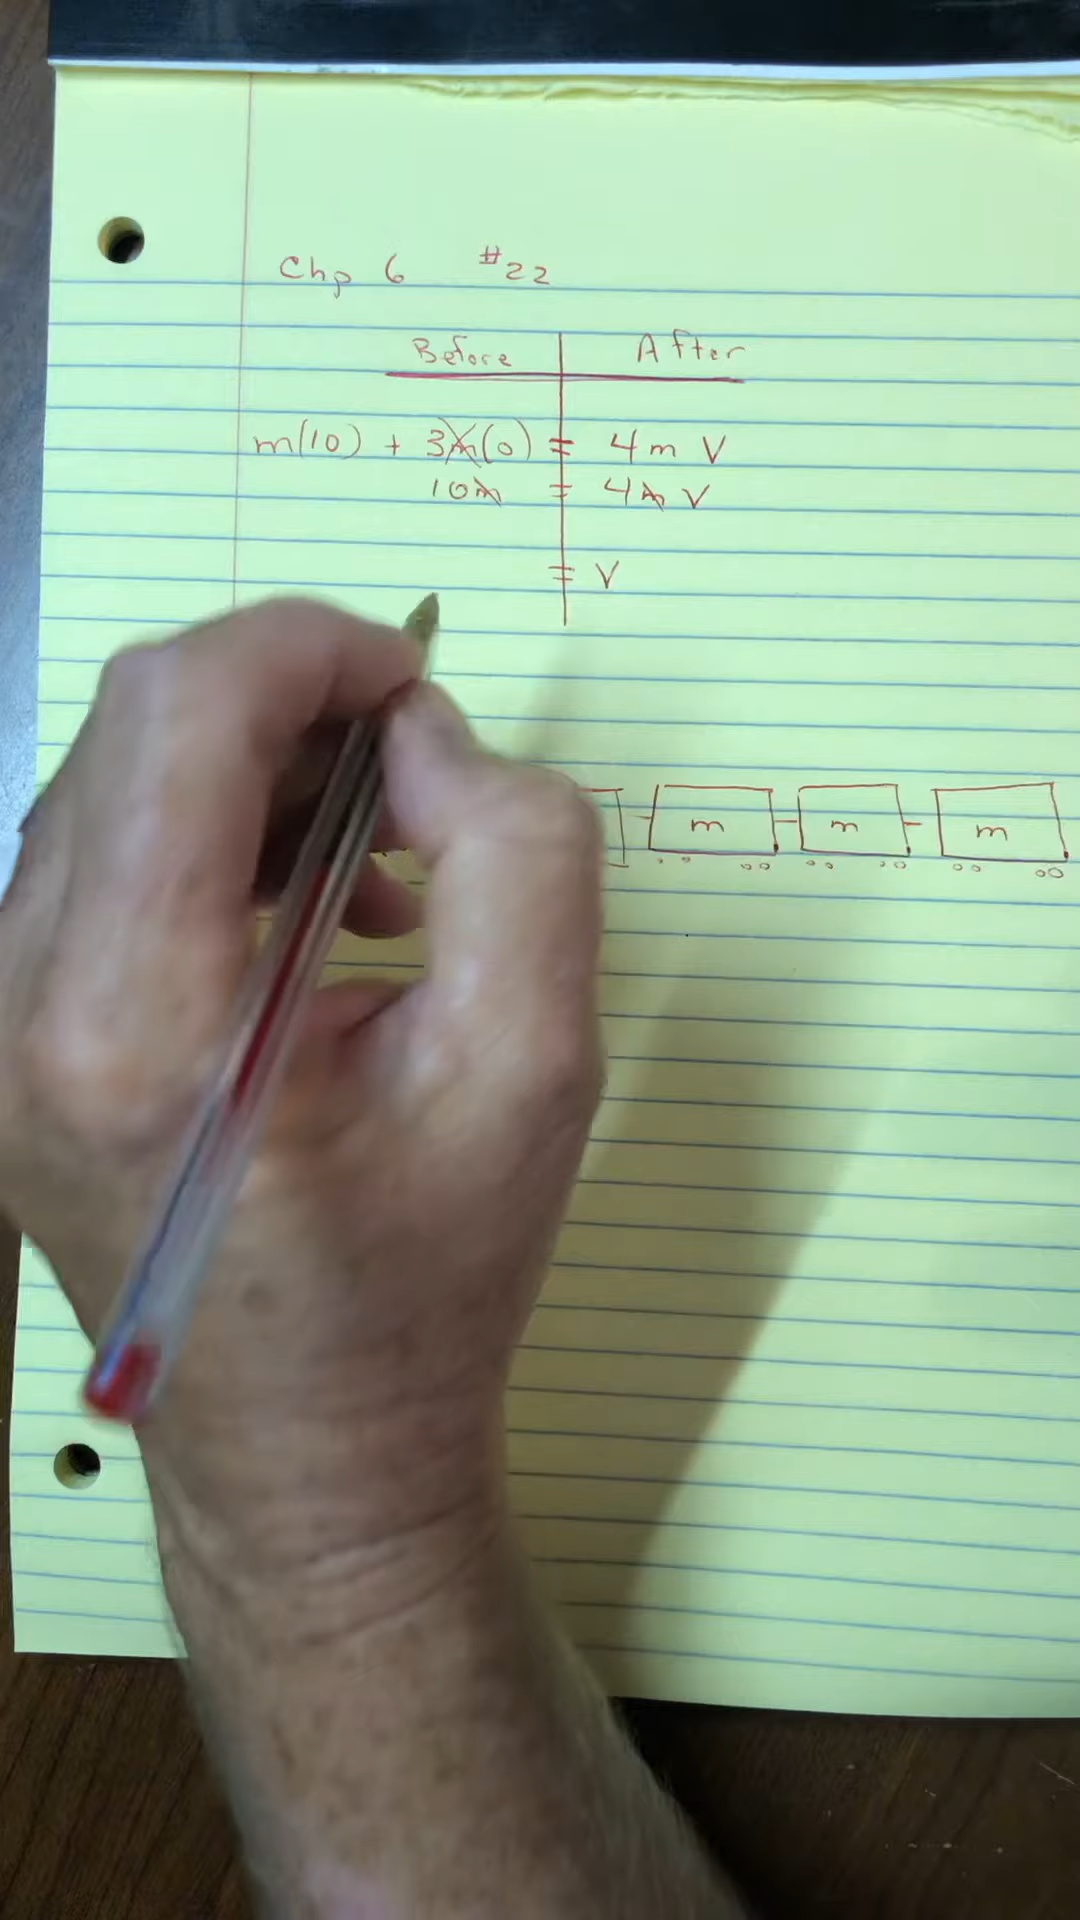 Chp 6 #22
Before After
m(10) + 3m(0) = 4m V
10m = 4m V
= V
m m m